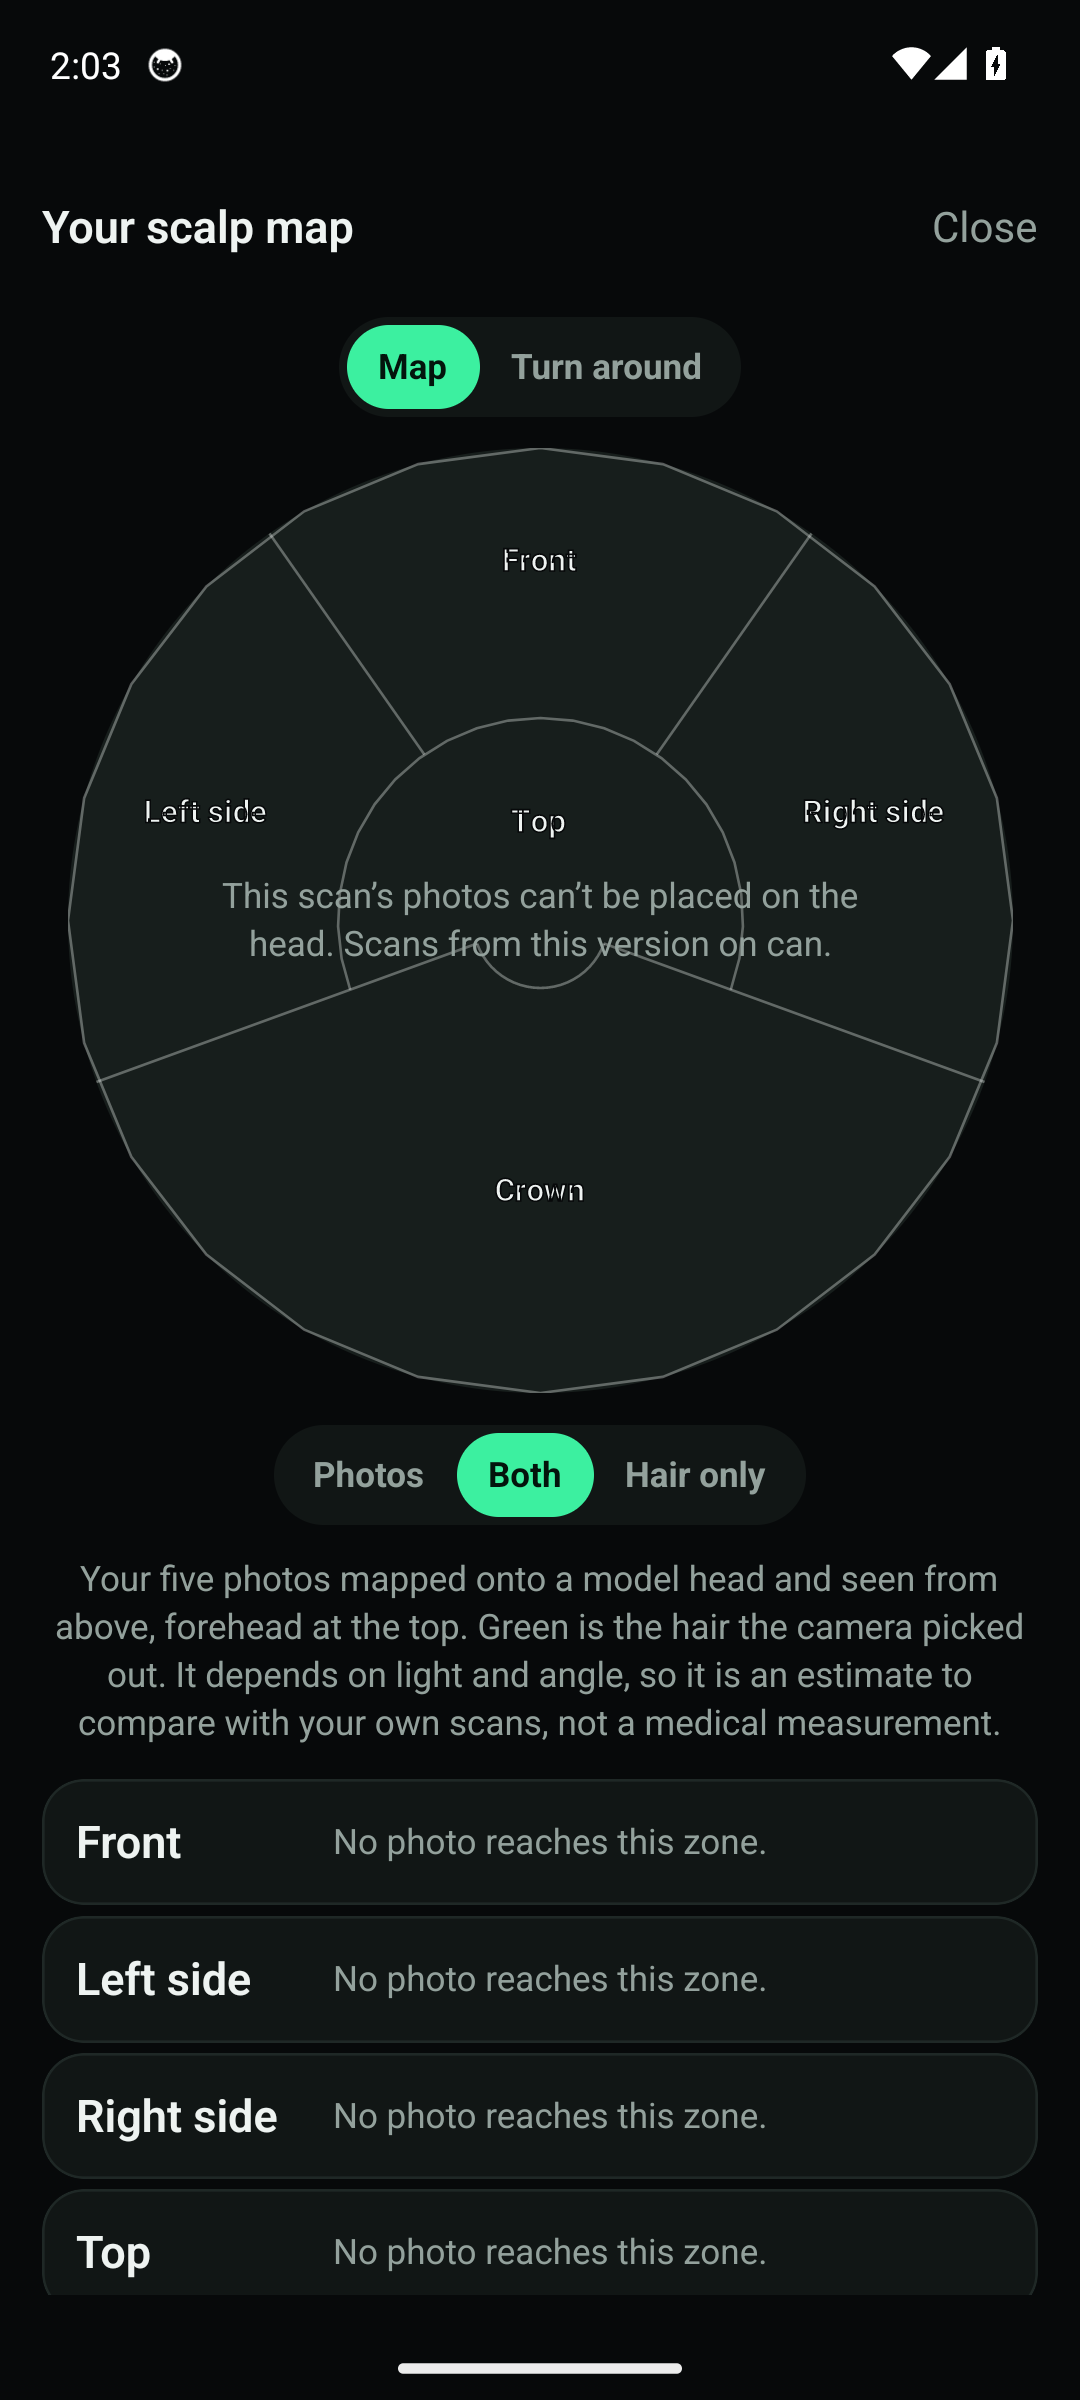 2:03
Your scalp map
Close
Map
Turn around
Front
Left side
Top
Right side
This scan’s photos can’t be placed on the
head. Scans from this version on can.
Crown
Photos
Both
Hair only
Your five photos mapped onto a model head and seen from
above, forehead at the top. Green is the hair the camera picked
out. It depends on light and angle, so it is an estimate to
compare with your own scans, not a medical measurement.
Front
No photo reaches this zone.
Left side
No photo reaches this zone.
Right side
No photo reaches this zone.
Top
No photo reaches this zone.